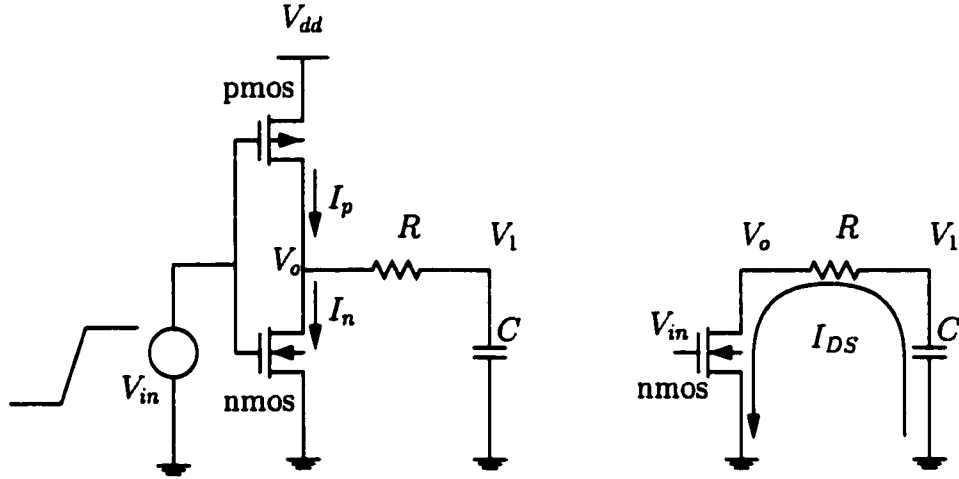 V_dd
pmos
I_p
R
V_1
V_o
I_n
C
V_in
nmos
V_o
R
V_1
V_in
I_DS
C
nmos